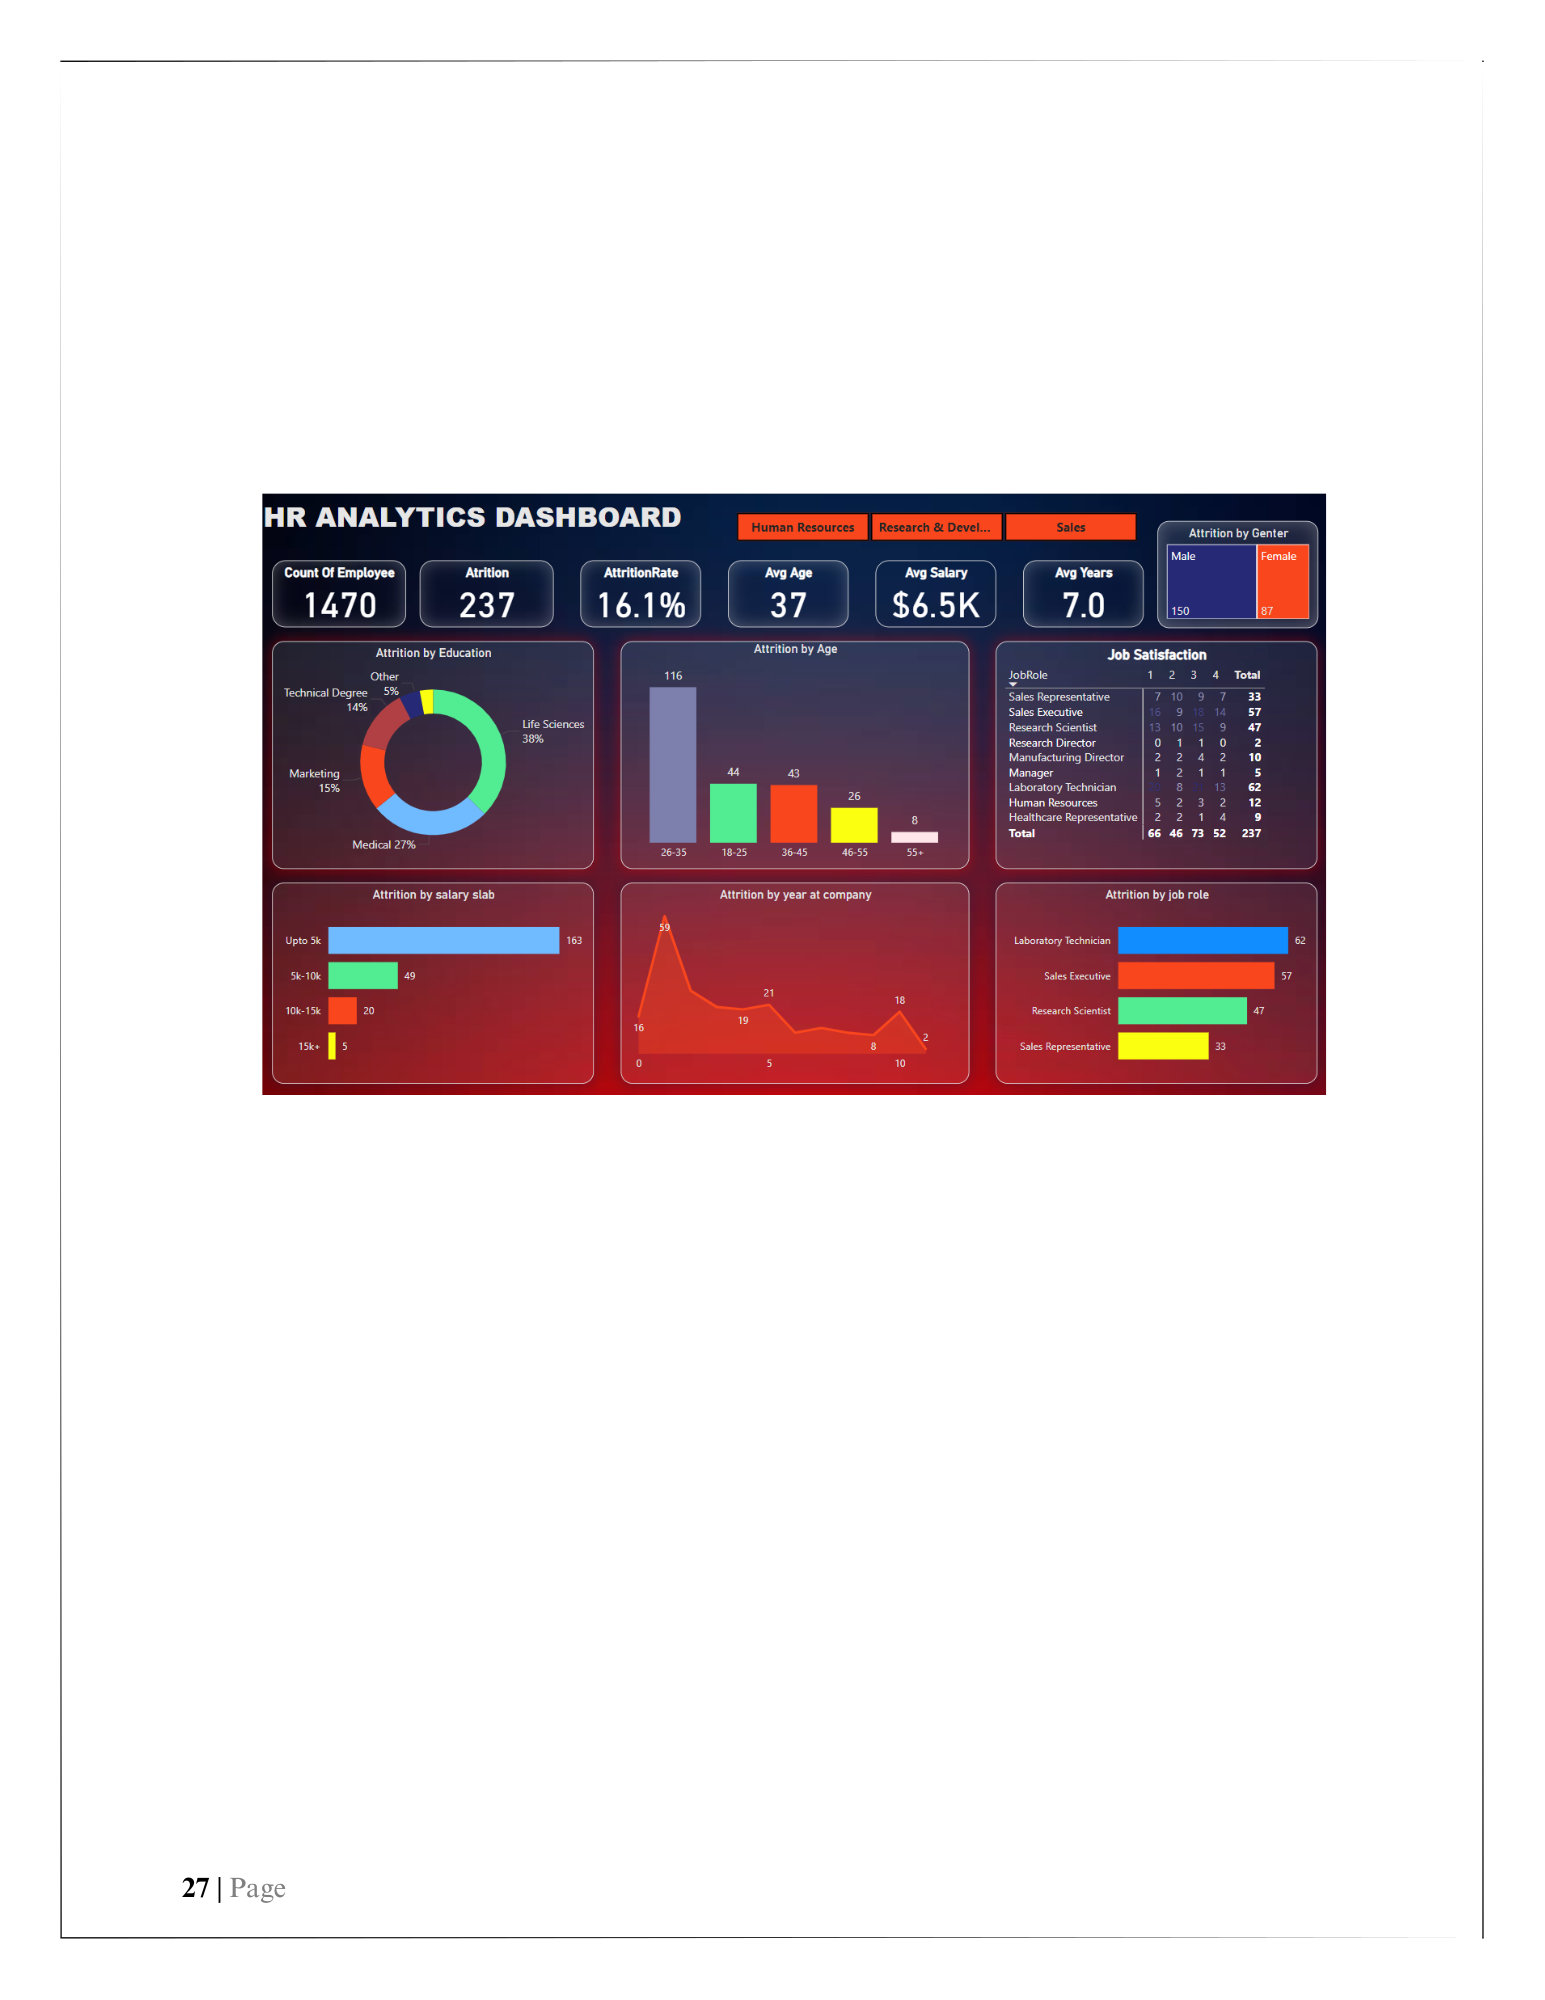 HR ANALYTICS DASHBOARD
Human Resources
Research & Devel...
Sales
Attrition by Genter
Male
Female
150
87
Count Of Employee
1470
Atrition
237
AttritionRate
16.1%
Avg Age
37
Avg Salary
$6.5K
Avg Years
7.0
Attrition by Education
Other
5%
Technical Degree
14%
Life Sciences
38%
Marketing
15%
Medical 27%
Attrition by Age
116
44
43
26
8
26-35
18-25
36-45
46-55
55+
Job Satisfaction
JobRole 1 2 3 4 Total
Sales Representative 7 10 9 7 33
Sales Executive 16 9 18 14 57
Research Scientist 13 10 15 9 47
Research Director 0 1 1 0 2
Manufacturing Director 2 2 4 2 10
Manager 1 2 1 1 5
Laboratory Technician 8 13 62
Human Resources 5 2 3 2 12
Healthcare Representative 2 2 1 4 9
Total 66 46 73 52 237
Attrition by salary slab
Upto 5k 163
5k-10k 49
10k-15k 20
15k+ 5
Attrition by year at company
59
16
19
21
8
18
2
0
5
10
Attrition by job role
Laboratory Technician 62
Sales Executive 57
Research Scientist 47
Sales Representative 33
27 | Page